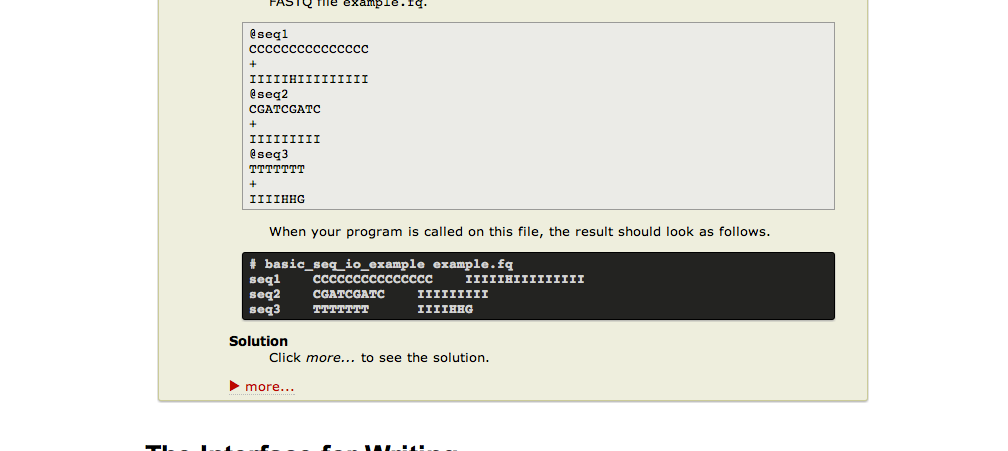 FASTQ file example.fq.
@seq1
CCCCCCCCCCCCCCC
+
IIIIIHIIIIIIIII
@seq2
CGATCGATC
+
IIIIIIIII
@seq3
TTTTTTT
+
IIIIHHG
When your program is called on this file, the result should look as follows.
# basic_seq_io_example example.fq
seq1    CCCCCCCCCCCCCCC    IIIIIHIIIIIIIII
seq2    CGATCGATC    IIIIIIIII
seq3    TTTTTTT      IIIIHHG
Solution
Click more... to see the solution.
more...
The Interface for Writing